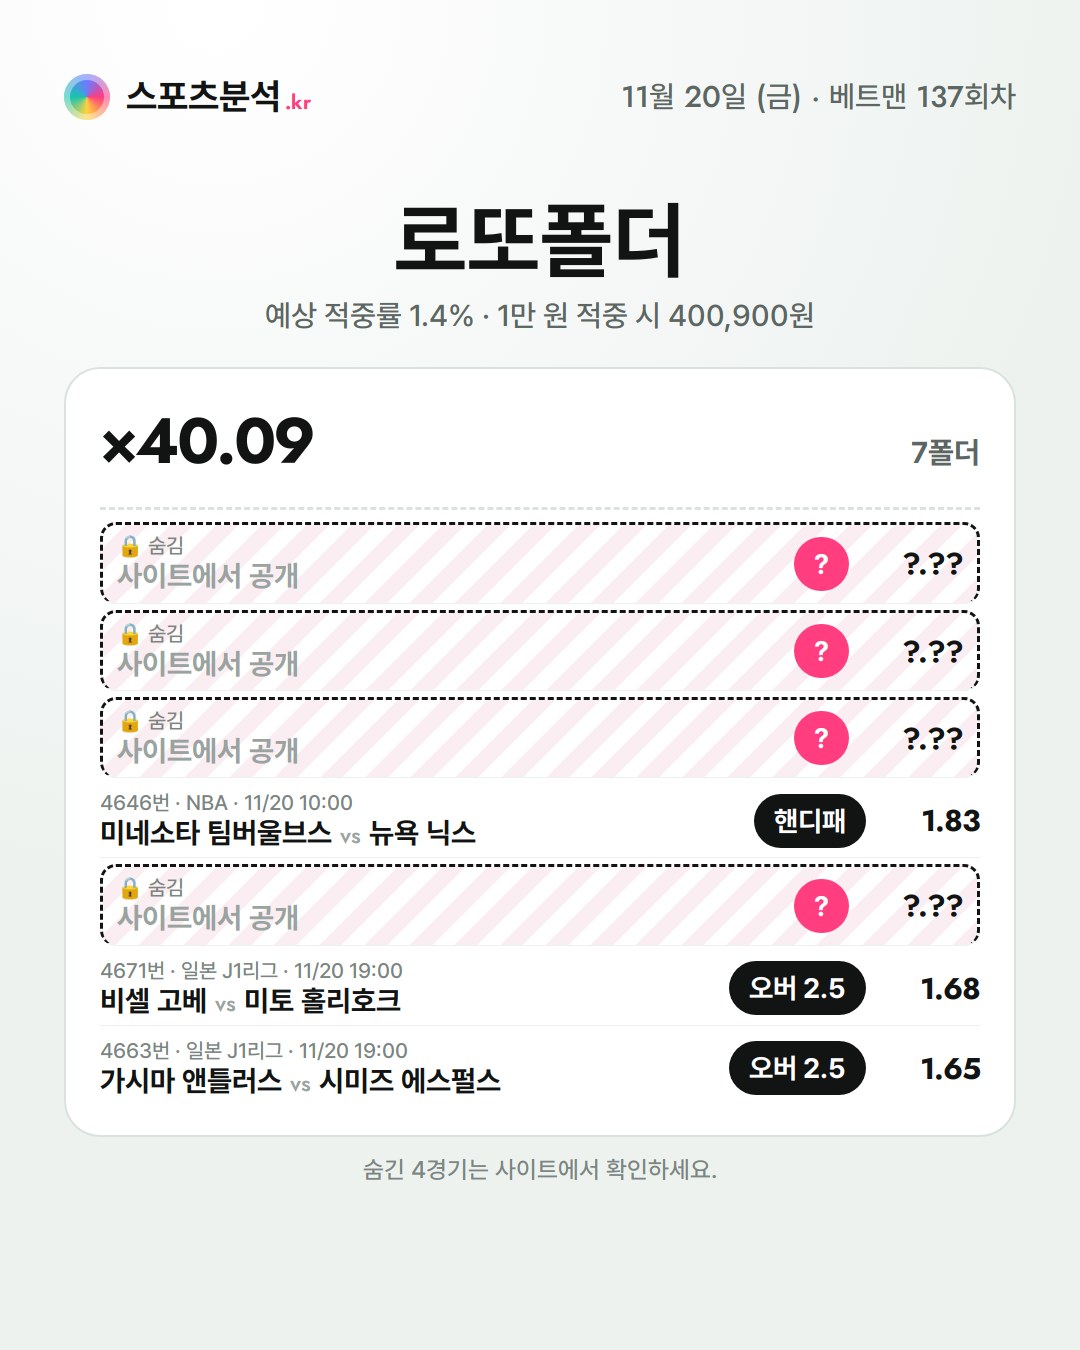 스포츠분석.kr
11월 20일 (금) · 베트맨 137회차
로또폴더
예상 적중률 1.4% · 1만 원 적중 시 400,900원
×40.09
7폴더
🔒 숨김
사이트에서 공개
?
?.??
🔒 숨김
사이트에서 공개
?
?.??
🔒 숨김
사이트에서 공개
?
?.??
4646번 · NBA · 11/20 10:00
미네소타 팀버울브스 vs 뉴욕 닉스
핸디패
1.83
🔒 숨김
사이트에서 공개
?
?.??
4671번 · 일본 J1리그 · 11/20 19:00
비셀 고베 vs 미토 홀리호크
오버 2.5
1.68
4663번 · 일본 J1리그 · 11/20 19:00
가시마 앤틀러스 vs 시미즈 에스펄스
오버 2.5
1.65
숨긴 4경기는 사이트에서 확인하세요.